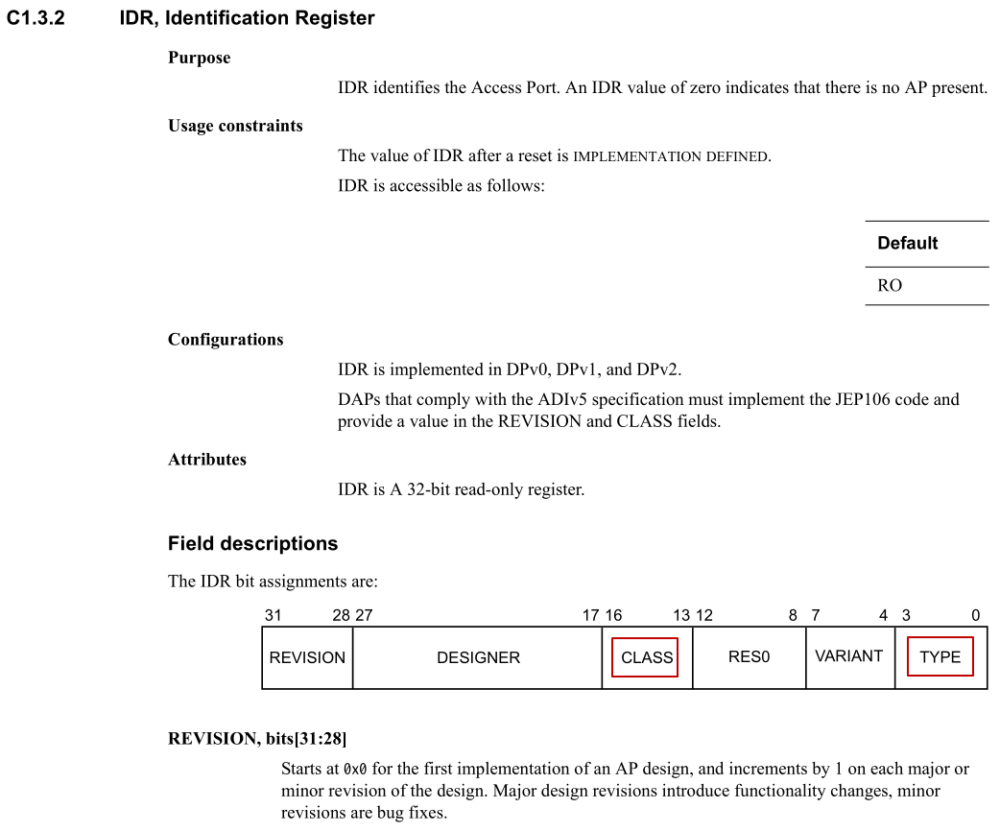 C1.3.2 IDR, Identification Register
Purpose
IDR identifies the Access Port. An IDR value of zero indicates that there is no AP present.
Usage constraints
The value of IDR after a reset is IMPLEMENTATION DEFINED.
IDR is accessible as follows:
Default
RO
Configurations
IDR is implemented in DPv0, DPv1, and DPv2.
DAPs that comply with the ADIv5 specification must implement the JEP106 code and
provide a value in the REVISION and CLASS fields.
Attributes
IDR is A 32-bit read-only register.
Field descriptions
The IDR bit assignments are:
31 28 27 17 16 13 12 8 7 4 3 0
REVISION DESIGNER CLASS RES0 VARIANT TYPE
REVISION, bits[31:28]
Starts at 0x0 for the first implementation of an AP design, and increments by 1 on each major or
minor revision of the design. Major design revisions introduce functionality changes, minor
revisions are bug fixes.